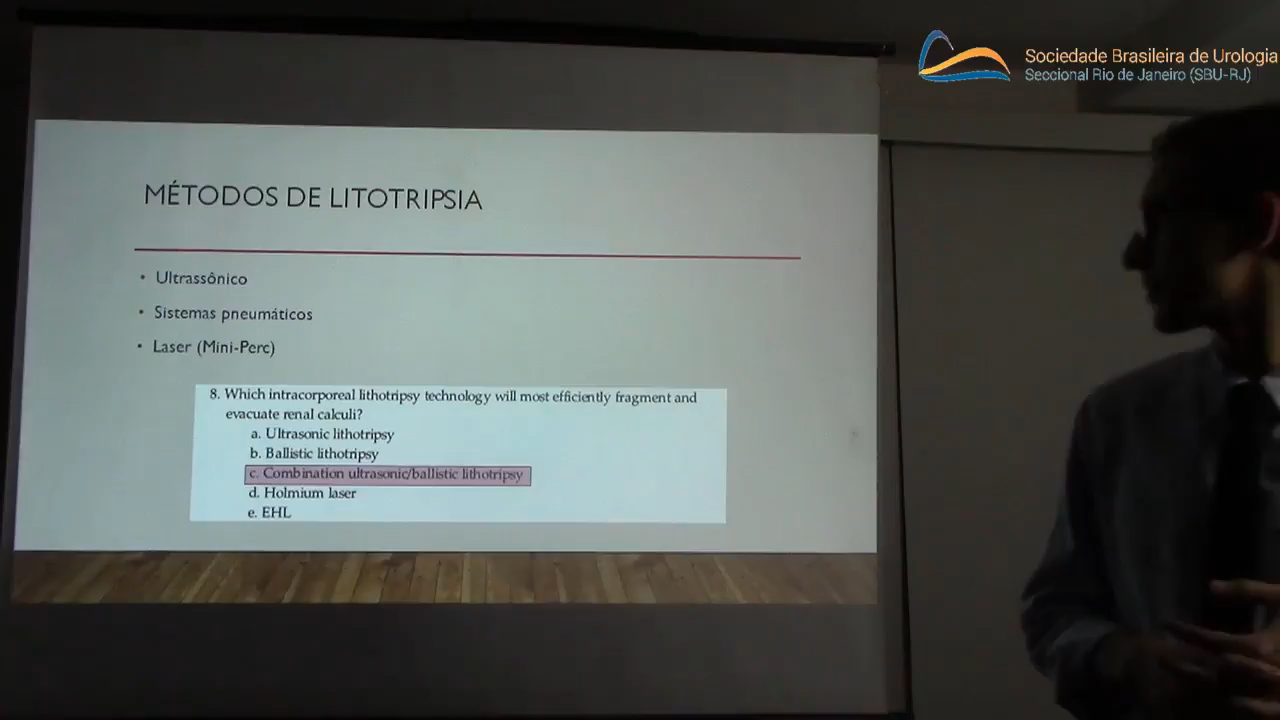 Sociedade Brasileira de Urologia
Seccional Rio de Janeiro (SBU-RJ)
MÉTODOS DE LITOTRIPSIA
• Ultrassônico
• Sistemas pneumáticos
• Laser (Mini-Perc)
8. Which intracorporeal lithotripsy technology will most efficiently fragment and
evacuate renal calculi?
a. Ultrasonic lithotripsy
b. Ballistic lithotripsy
c. Combination ultrasonic/ballistic lithotripsy
d. Holmium laser
e. EHL